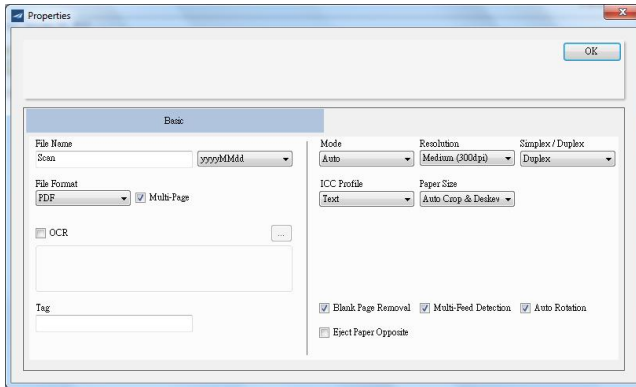 Properties
OK
Basic
File Name
Scan yyyyMMdd
File Format
PDF Multi-Page
OCR ...
Tag
Mode Resolution Simplex / Duplex
Auto Medium (300dpi) Duplex
ICC Profile Paper Size
Text Auto Crop & Deskew
Blank Page Removal Multi-Feed Detection Auto Rotation
Eject Paper Opposite